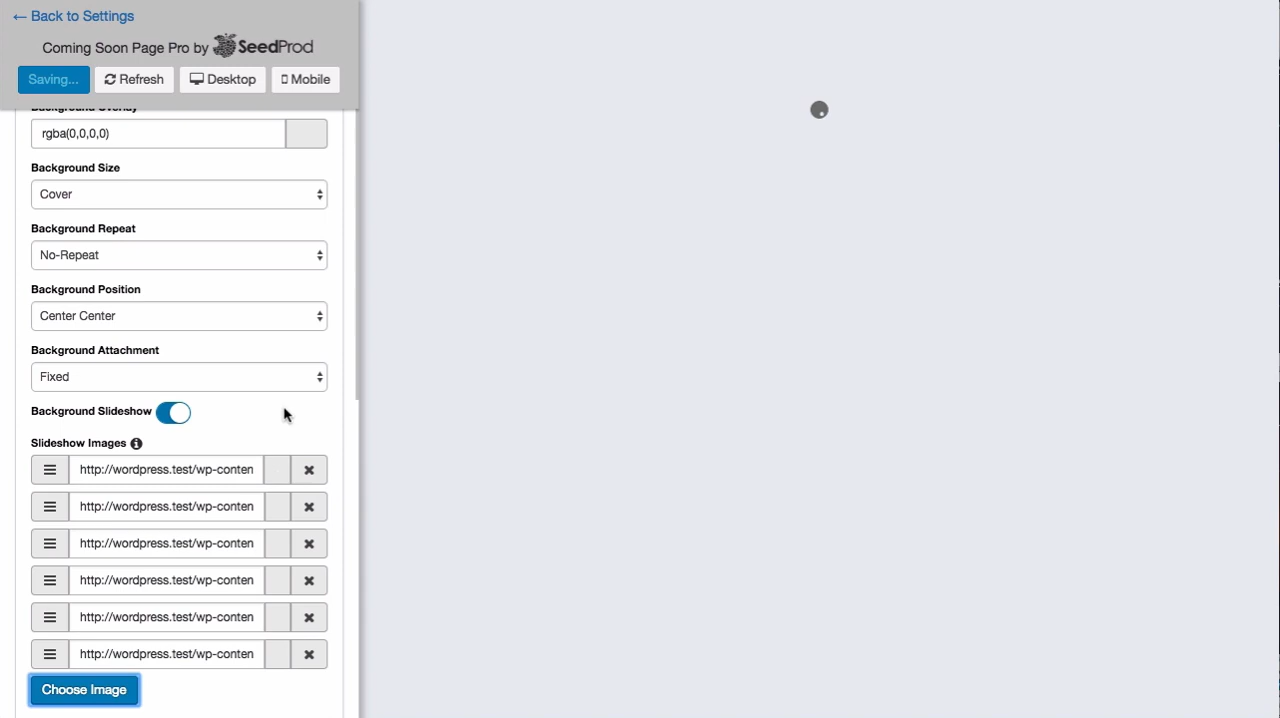 ← Back to Settings
Coming Soon Page Pro by SeedProd
Saving... Refresh Desktop Mobile
Background Overlay
rgba(0,0,0,0)
Background Size
Cover
Background Repeat
No-Repeat
Background Position
Center Center
Background Attachment
Fixed
Background Slideshow
Slideshow Images
http://wordpress.test/wp-conten
http://wordpress.test/wp-conten
http://wordpress.test/wp-conten
http://wordpress.test/wp-conten
http://wordpress.test/wp-conten
http://wordpress.test/wp-conten
Choose Image